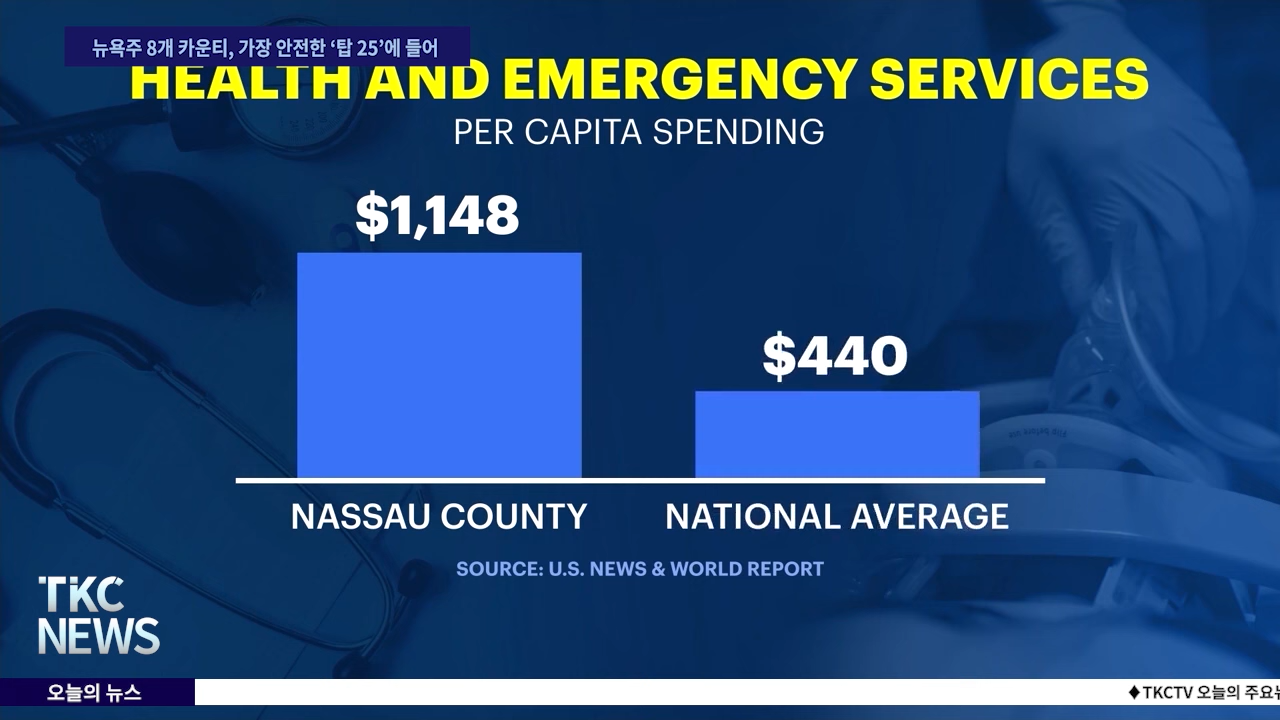 뉴욕주 8개 카운티, 가장 안전한 ‘탑 25’에 들어
HEALTH AND EMERGENCY SERVICES
PER CAPITA SPENDING
$1,148
$440
NASSAU COUNTY
NATIONAL AVERAGE
SOURCE: U.S. NEWS & WORLD REPORT
TKC
NEWS
오늘의 뉴스
♦TKCTV 오늘의 주요